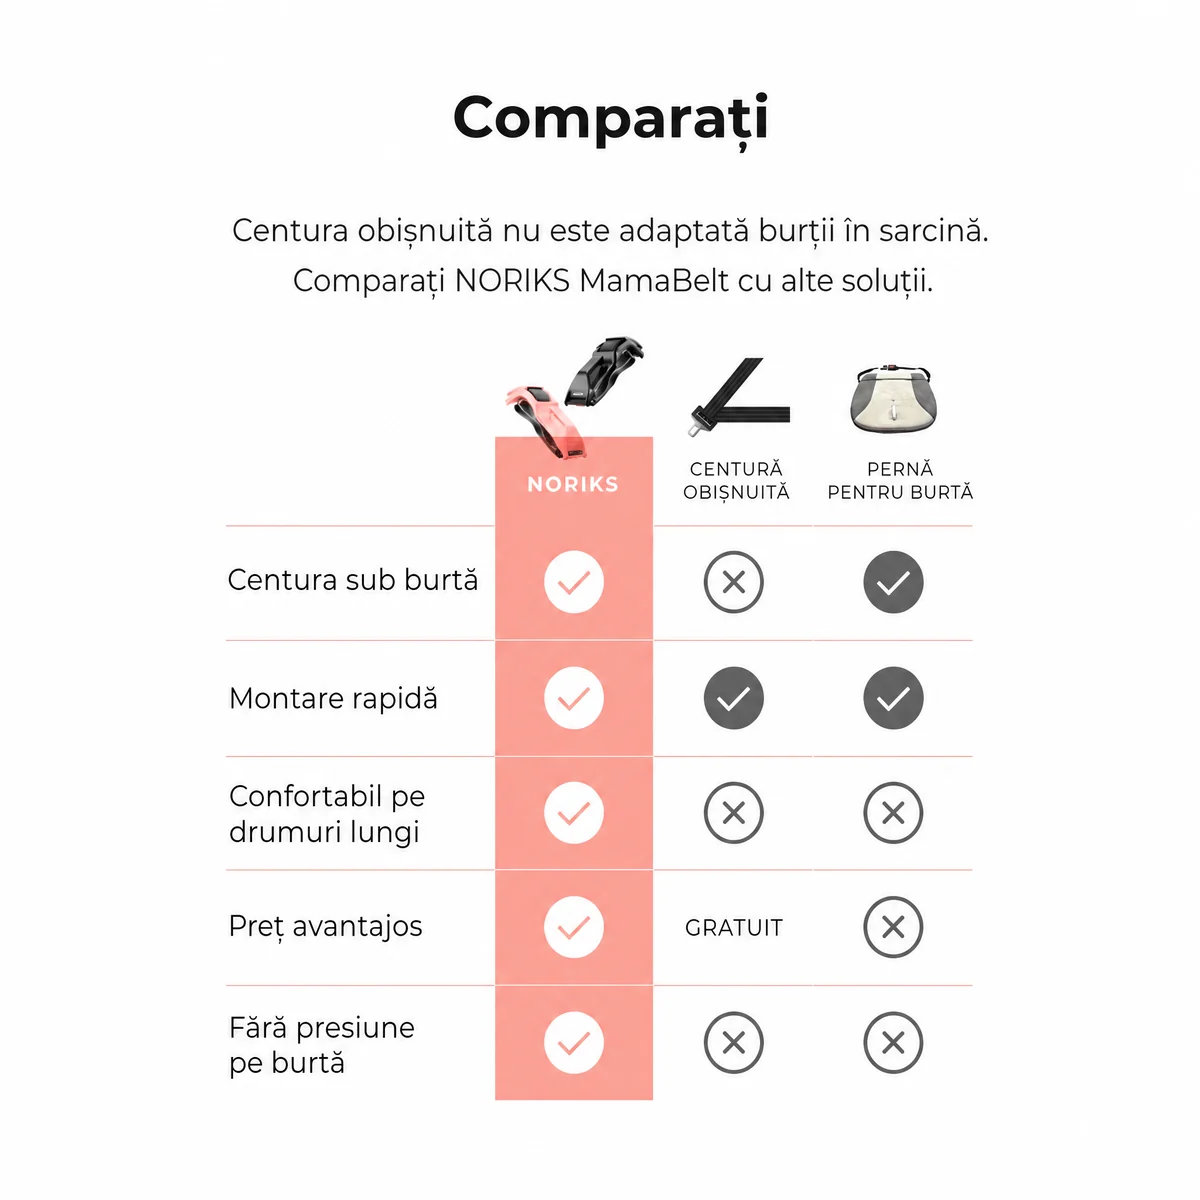 Comparați
Centura obișnuită nu este adaptată burții în sarcină.
Comparați NORIKS MamaBelt cu alte soluții.
NORIKS
CENTURĂ
OBIȘNUITĂ
PERNĂ
PENTRU BURTĂ
Centura sub burtă
Montare rapidă
Confortabil pe
drumuri lungi
Preț avantajos
GRATUIT
Fără presiune
pe burtă